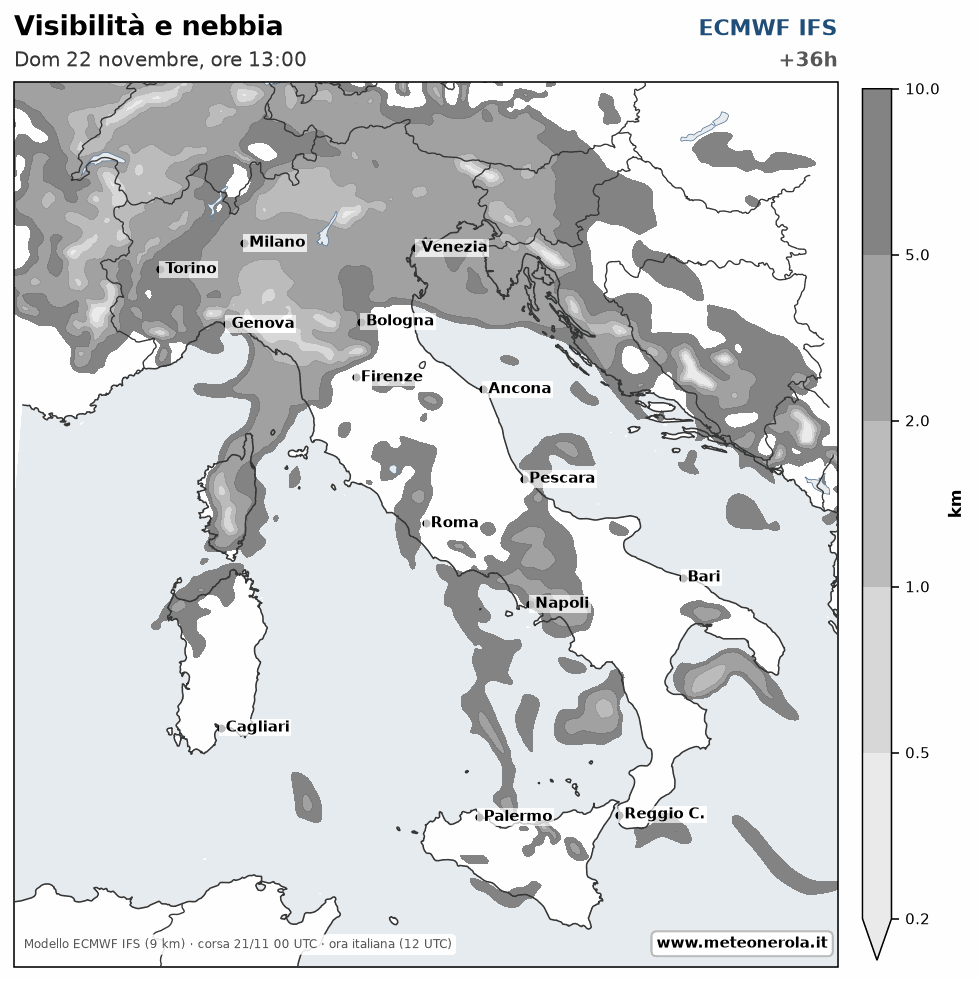 Visibilità e nebbia
ECMWF IFS
Dom 22 novembre, ore 13:00
+36h
Milano
Venezia
Torino
Genova
Bologna
Firenze
Ancona
Pescara
Roma
Bari
Napoli
Cagliari
Palermo
Reggio C.
10.0
5.0
2.0
1.0
0.5
0.2
km
Modello ECMWF IFS (9 km) · corsa 21/11 00 UTC · ora italiana (12 UTC)
www.meteonerola.it